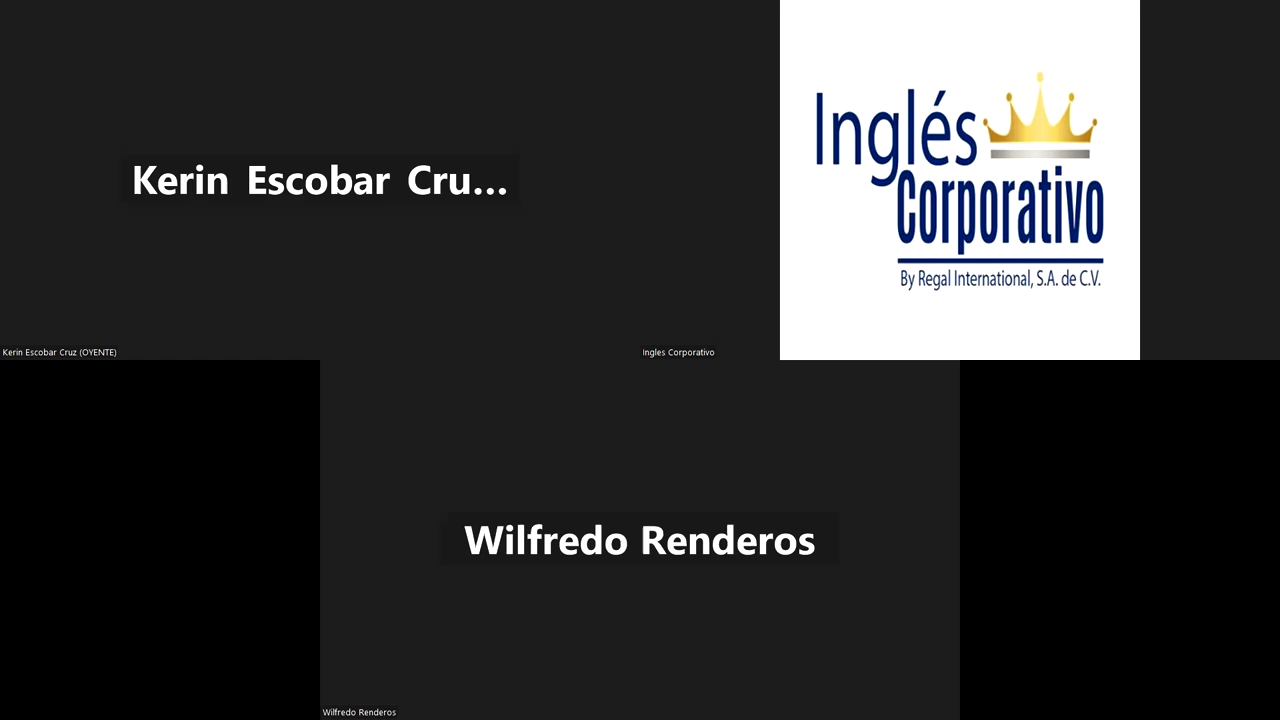 Kerin Escobar Cru...
Kerin Escobar Cruz (OYENTE)
Inglés
Corporativo
By Regal International, S.A. de C.V.
Ingles Corporativo
Wilfredo Renderos
Wilfredo Renderos